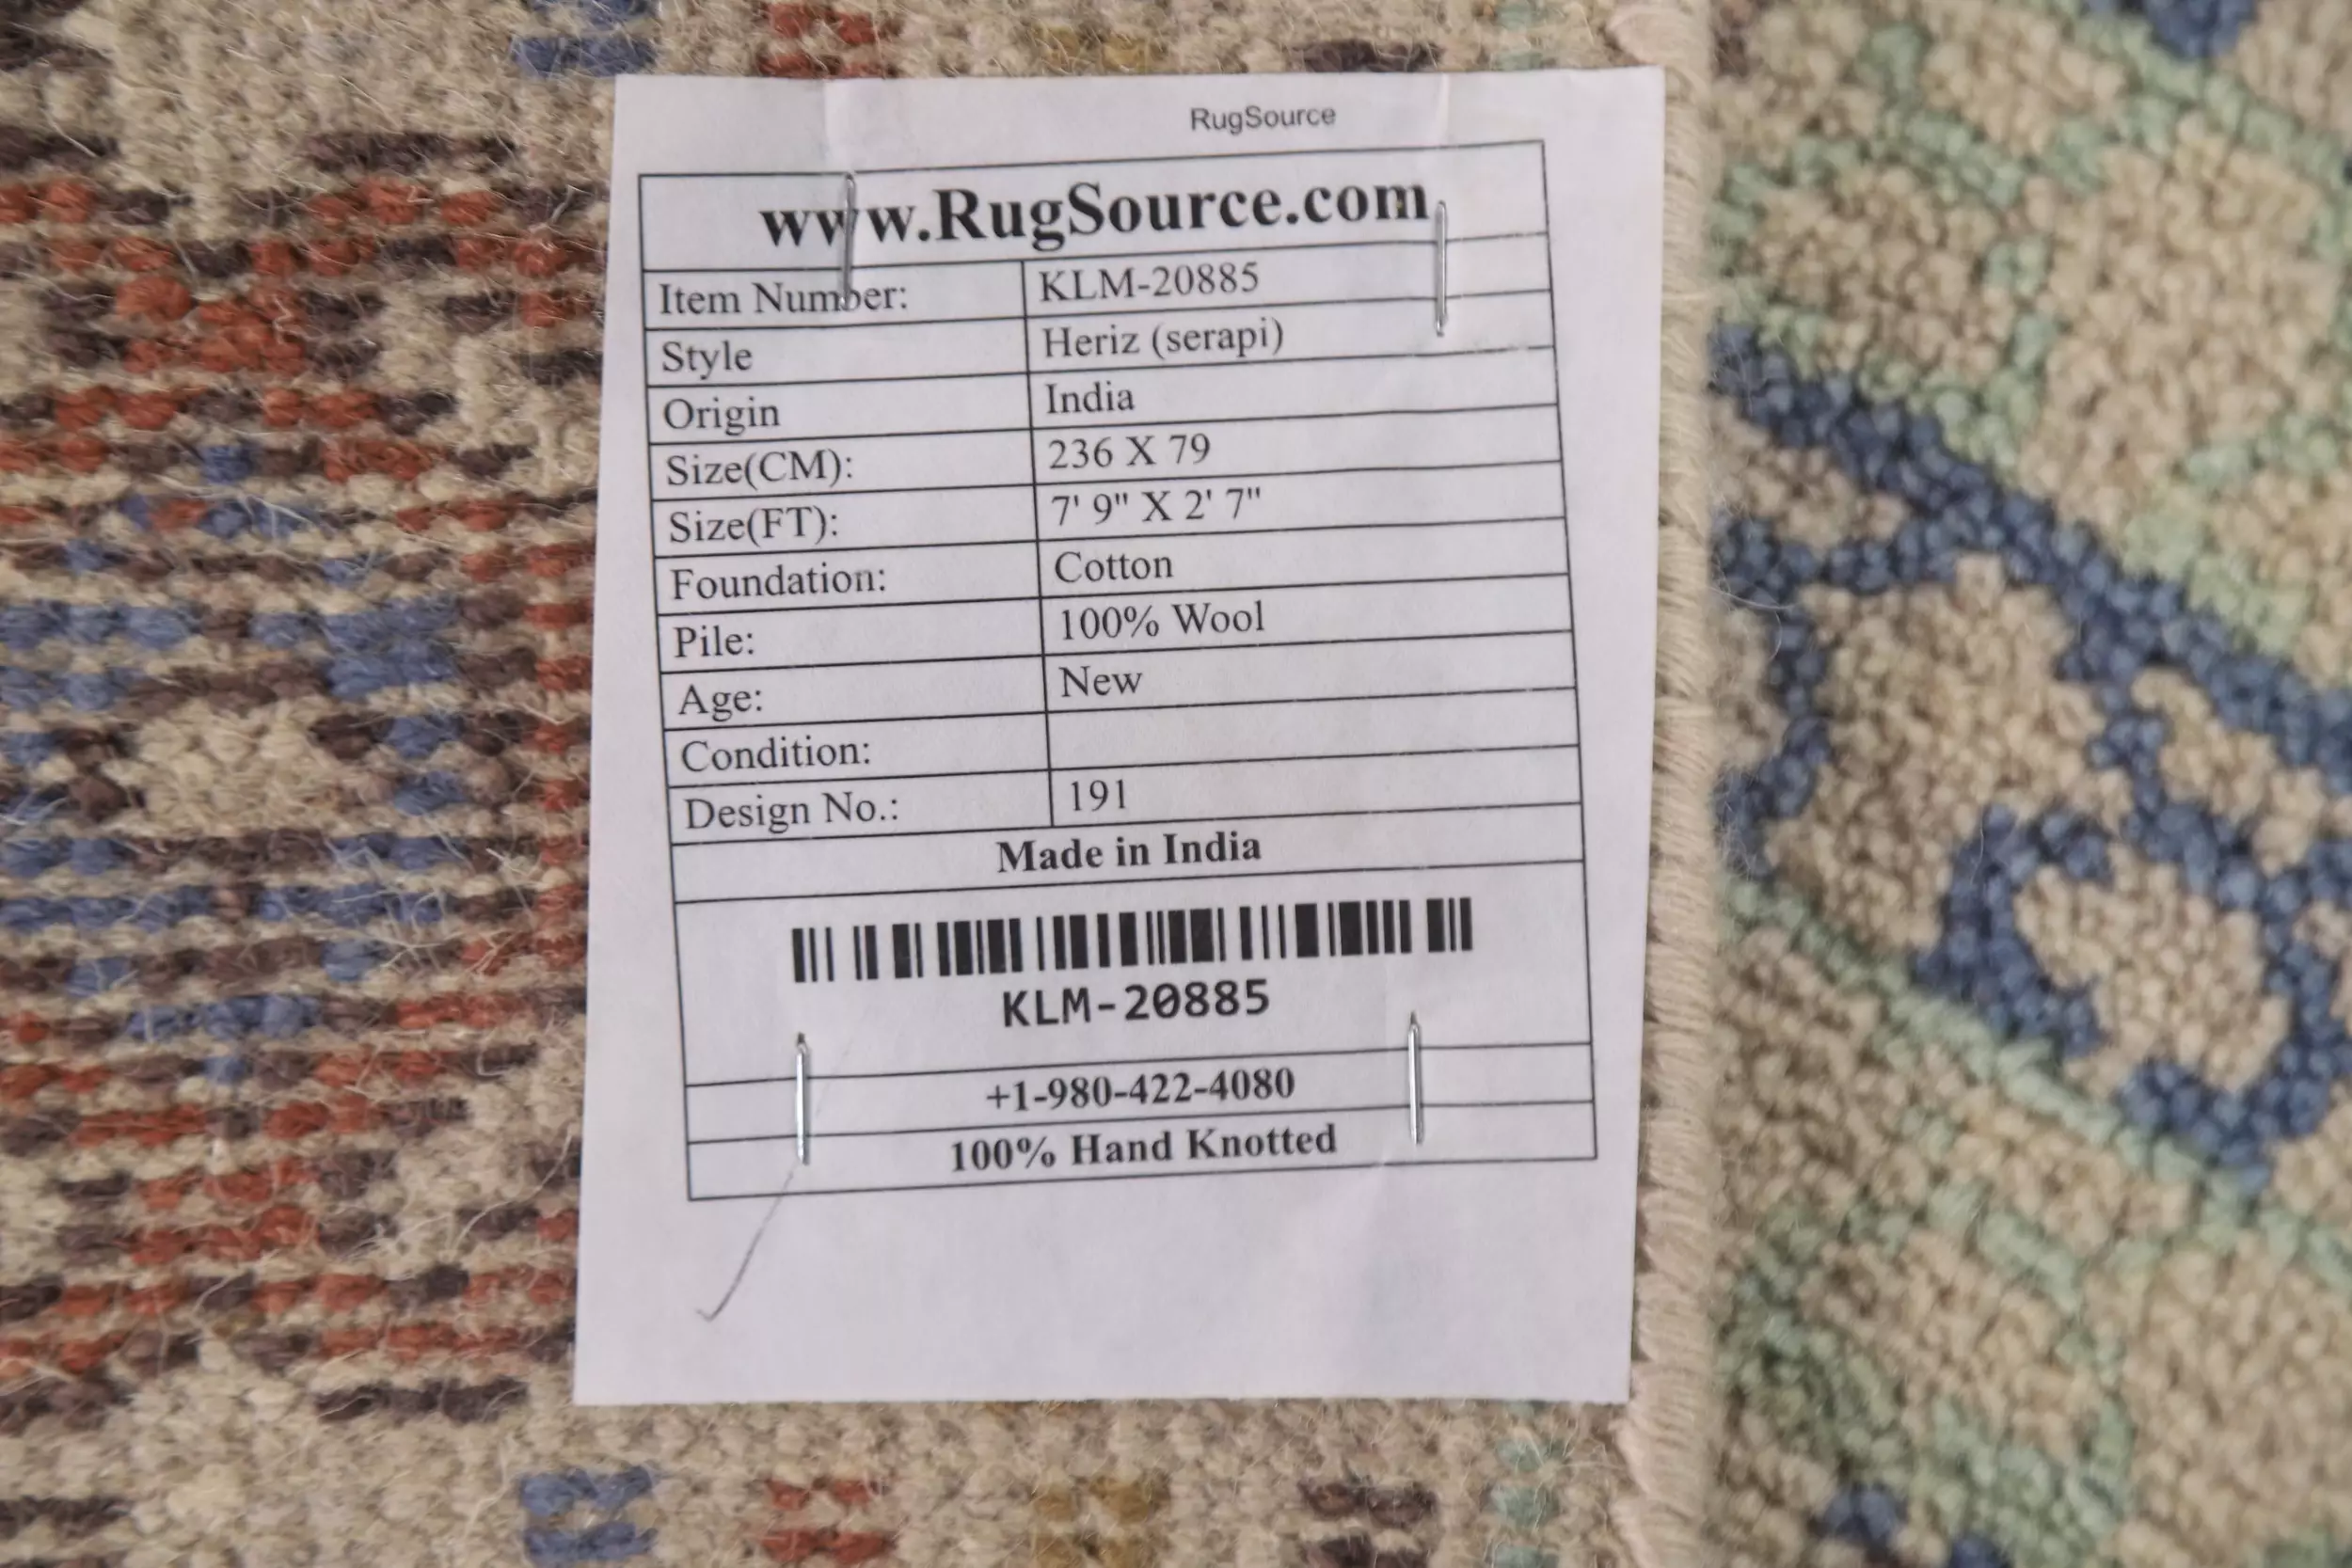 RugSource
www.RugSource.com
Item Number: KLM-20885
Style Heriz (serapi)
Origin India
Size(CM): 236 X 79
Size(FT): 7' 9" X 2' 7"
Foundation: Cotton
Pile: 100% Wool
Age: New
Condition:
Design No.: 191
Made in India
KLM-20885
+1-980-422-4080
100% Hand Knotted